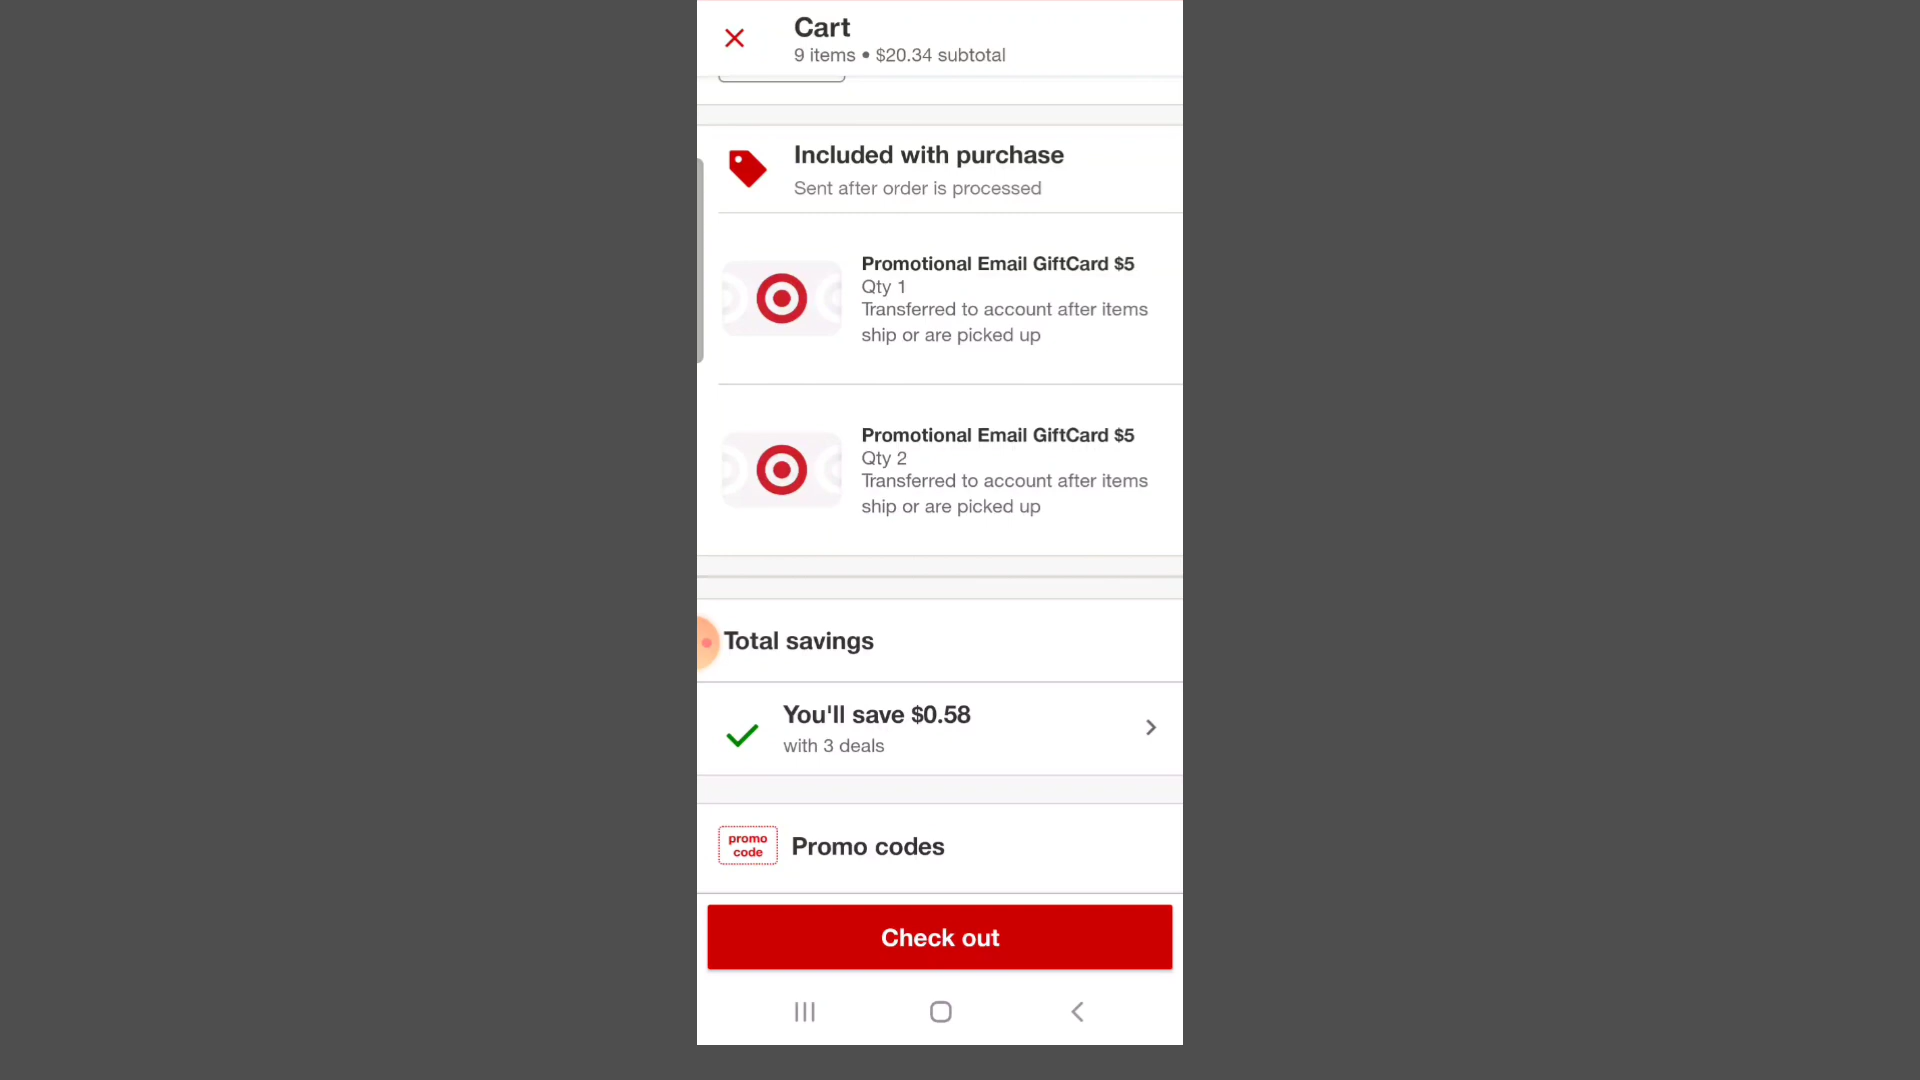 Cart
9 items • $20.34 subtotal
Included with purchase
Sent after order is processed
Promotional Email GiftCard $5
Qty 1
Transferred to account after items
ship or are picked up
Promotional Email GiftCard $5
Qty 2
Transferred to account after items
ship or are picked up
Total savings
You'll save $0.58
with 3 deals
promo
code
Promo codes
Check out